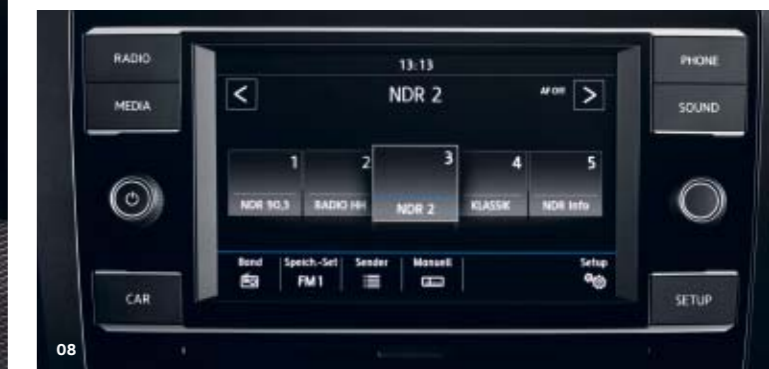 RADIO
MEDIA
CAR
13:13
< NDR 2 AF Off >
1 2 3 4 5
NDR 90,3 RADIO HH NDR 2 KLASSIK NDR Info
Band Speich.-Set Sender Manuell Setup
FM1
PHONE
SOUND
SETUP
08